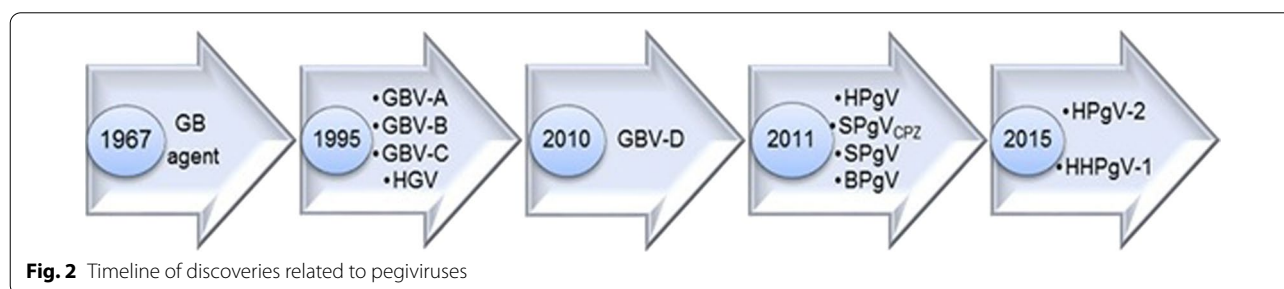 1967
GB
agent
1995
•GBV-A
•GBV-B
•GBV-C
•HGV
2010
GBV-D
2011
•HPgV
•SPgVCPZ
•SPgV
•BPgV
2015
•HPgV-2
•HHPgV-1
Fig. 2 Timeline of discoveries related to pegiviruses